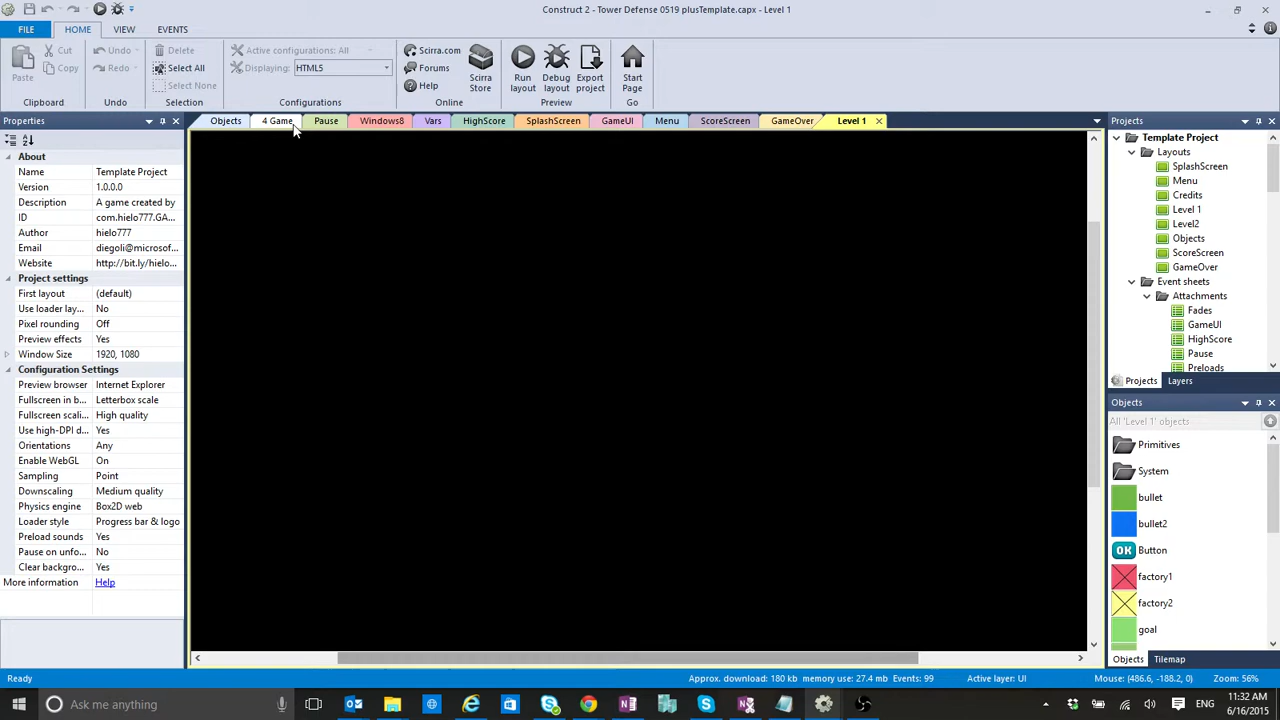 Construct 2 - Tower Defense 0519 plusTemplate.capx - Level 1
FILE HOME VIEW EVENTS
Paste Cut Copy
Clipboard
Undo Redo
Undo
Delete Select All Select None
Selection
Active configurations: All
Displaying: HTML5
Configurations
Scirra.com Forums Help
Scirra Store
Online
Run layout Debug layout Export project
Preview
Start Page
Go
Properties
Objects 4 Game Pause Windows8 Vars HighScore SplashScreen GameUI Menu ScoreScreen GameOver Level 1
About
Name Template Project
Version 1.0.0.0
Description A game created by
ID com.hielo777.GA...
Author hielo777
Email diegoli@microsof...
Website http://bit.ly/hielo...
Project settings
First layout (default)
Use loader lay... No
Pixel rounding Off
Preview effects Yes
Window Size 1920, 1080
Configuration Settings
Preview browser Internet Explorer
Fullscreen in b... Letterbox scale
Fullscreen scali... High quality
Use high-DPI d... Yes
Orientations Any
Enable WebGL On
Sampling Point
Downscaling Medium quality
Physics engine Box2D web
Loader style Progress bar & logo
Preload sounds Yes
Pause on unfo... No
Clear backgro... Yes
More information Help
Projects
Template Project
Layouts
SplashScreen
Menu
Credits
Level 1
Level2
Objects
ScoreScreen
GameOver
Event sheets
Attachments
Fades
GameUI
HighScore
Pause
Preloads
Projects Layers
Objects
All 'Level 1' objects
Primitives
System
bullet
bullet2
OK Button
factory1
factory2
goal
Objects Tilemap
Ready
Approx. download: 180 kb memory use: 27.4 mb Events: 99 Active layer: UI Mouse: (486.6, -188.2, 0) Zoom: 56%
Ask me anything
ENG
11:32 AM
6/16/2015